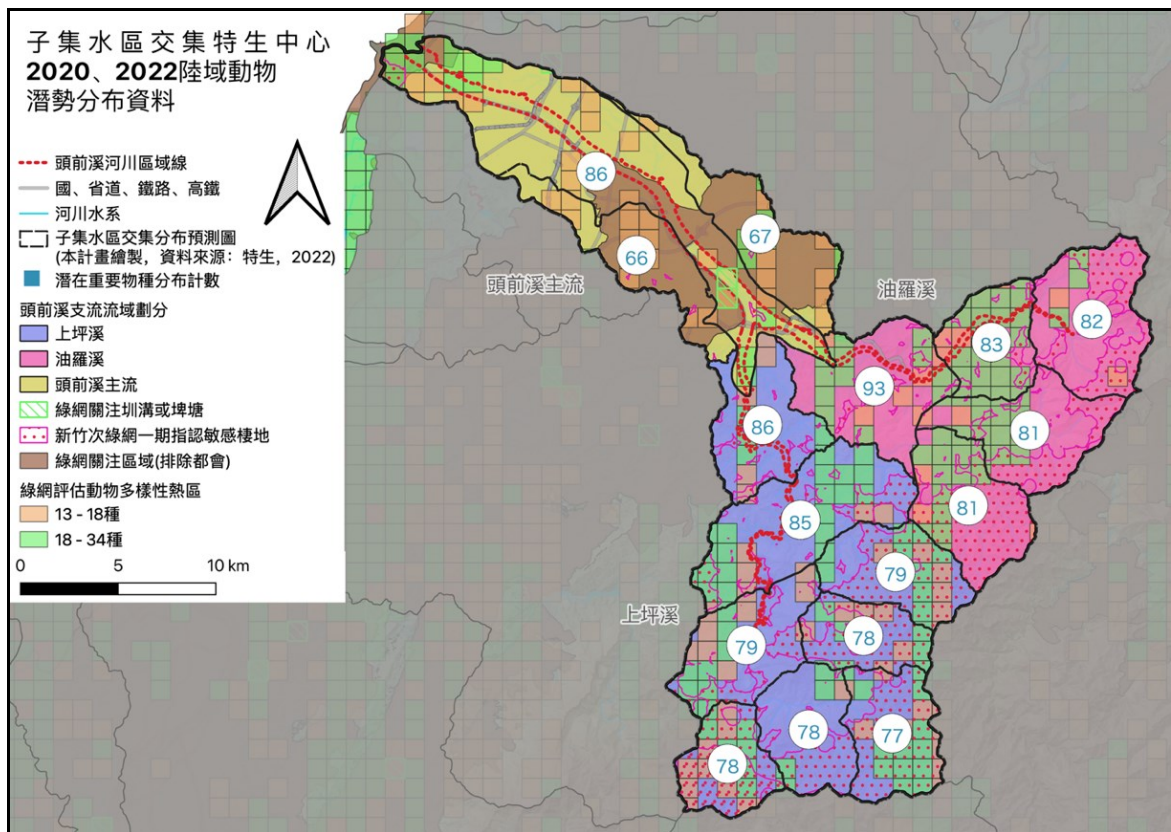 子集水區交集特生中心
2020、2022陸域動物
潛勢分布資料
頭前溪河川區域線
國、省道、鐵路、高鐵
河川水系
子集水區交集分布預測圖
(本計畫繪製，資料來源：特生，2022)
潛在重要物種分布計數
頭前溪支流流域劃分
上坪溪
油羅溪
頭前溪主流
綠網關注圳溝或埤塘
新竹次綠網一期指認敏感棲地
綠網關注區域(排除都會)
綠網評估動物多樣性熱區
13 - 18種
18 - 34種
0 5 10 km
86
67
66
頭前溪主流
油羅溪
82
83
93
86
81
81
85
79
上坪溪
78
79
78
77
78